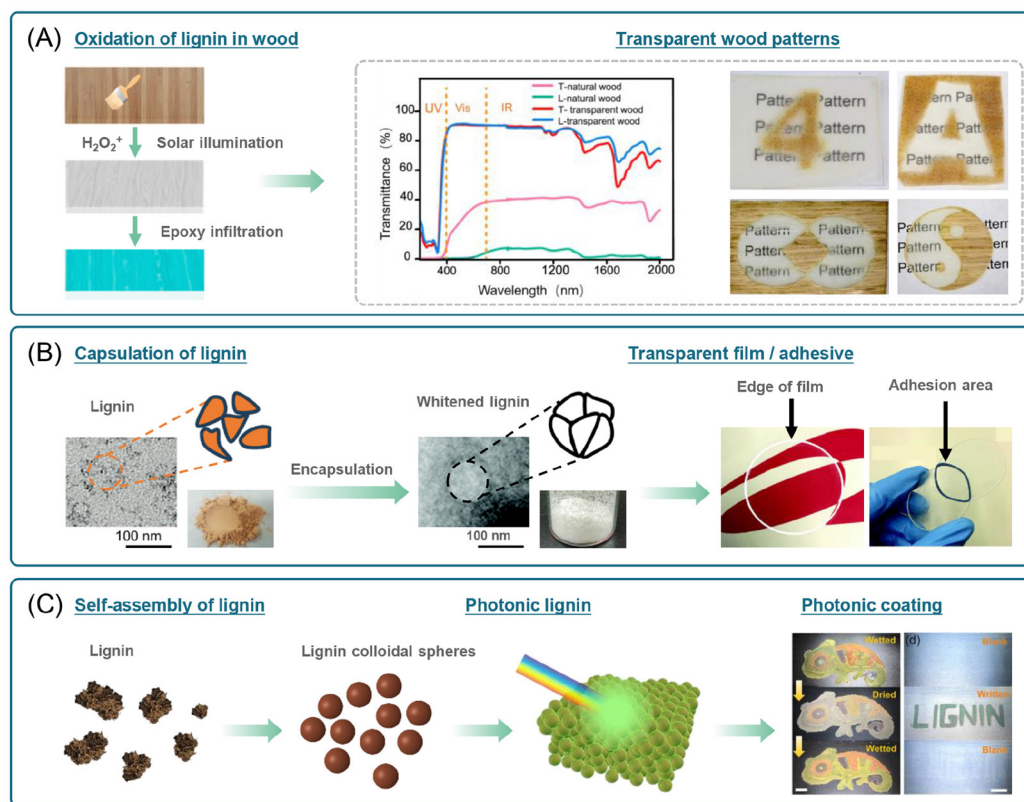 (A) Oxidation of lignin in wood
Transparent wood patterns
H₂O₂⁺ Solar illumination
Epoxy infiltration
Transmittance (%)
100
80
60
40
20
0
UV Vis IR
T-natural wood
L-natural wood
T- transparent wood
L-transparent wood
400 800 1200 1600 2000
Wavelength (nm)
Pattern Pattern
4
Pattern Pattern
Pattern Pattern
A
Pattern
Pattern
Pattern
Pattern
Pattern
Pattern
Pattern
Pattern
Pattern
(B) Capsulation of lignin
Transparent film / adhesive
Lignin
100 nm
Encapsulation
Whitened lignin
100 nm
Edge of film
Adhesion area
(C) Self-assembly of lignin
Photonic lignin
Photonic coating
Lignin
Lignin colloidal spheres
Wetted
Dried
Wetted
(d)
Blank
Written
LIGNIN
Blank